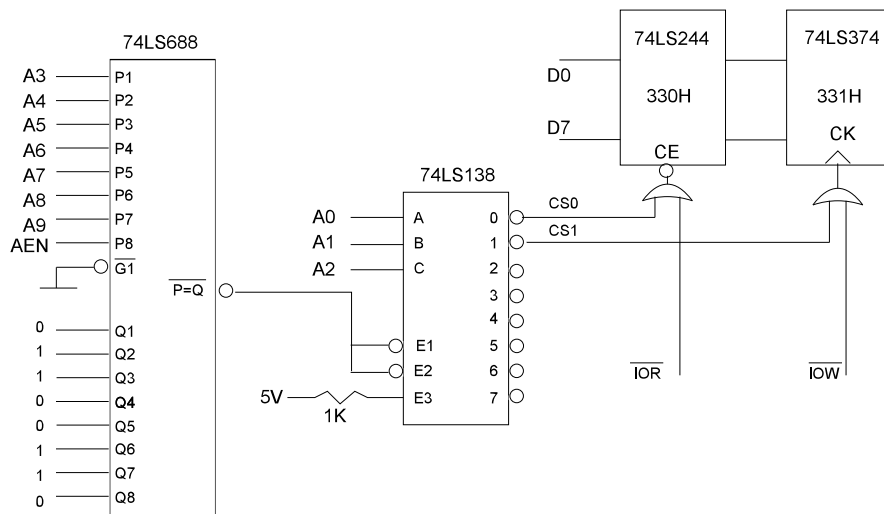 74LS688
A3 P1
A4 P2
A5 P3
A6 P4
A7 P5
A8 P6
A9 P7
AEN P8
G1
P=Q
0 Q1
1 Q2
1 Q3
0 Q4
0 Q5
1 Q6
1 Q7
0 Q8
74LS138
A0 A 0 CS0
A1 B 1 CS1
A2 C 2
3
4
E1 5
E2 6
5V E3 7
1K
74LS244
D0
330H
D7
CE
74LS374
331H
CK
IOR
IOW